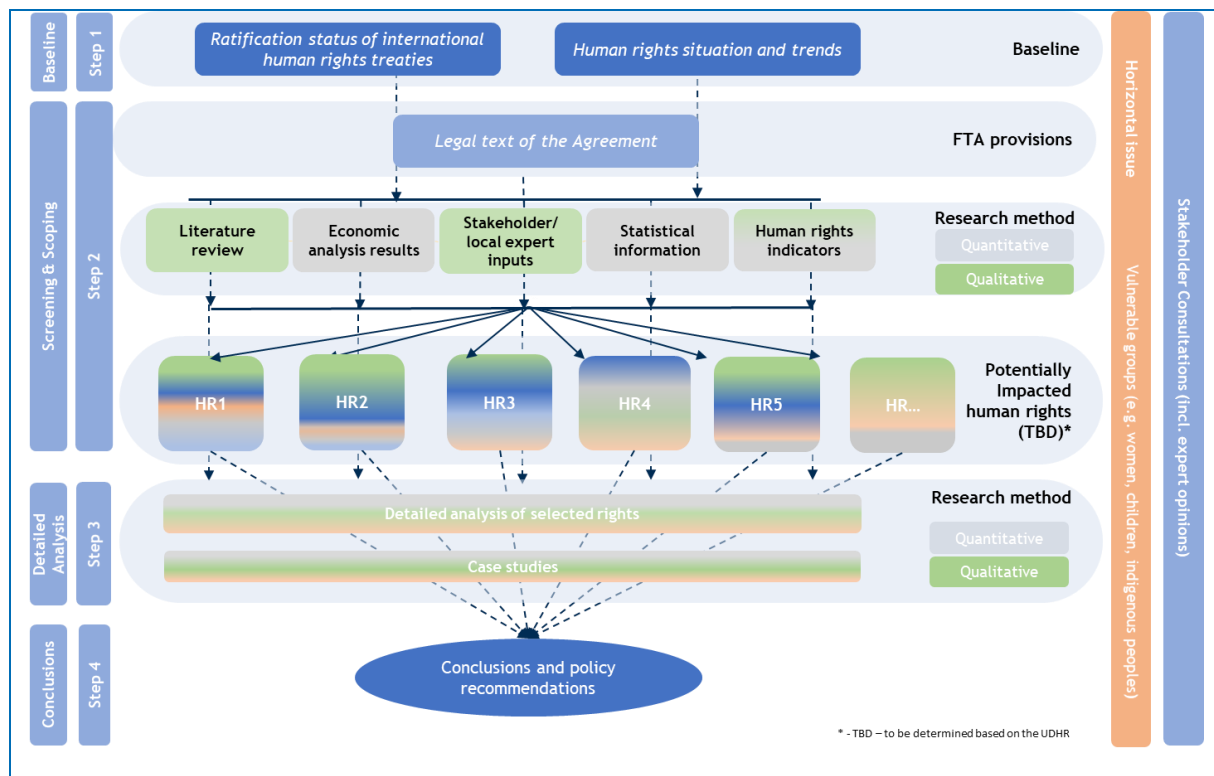 Baseline
Step 1
Ratification status of international
human rights treaties
Human rights situation and trends
Baseline
Screening & Scoping
Step 2
Legal text of the Agreement
FTA provisions
Literature
review
Economic
analysis results
Stakeholder/
local expert
inputs
Statistical
information
Human rights
indicators
Research method
Quantitative
Qualitative
HR1
HR2
HR3
HR4
HR5
HR...
Potentially
Impacted
human rights
(TBD)*
Detailed
Analysis
Step 3
Detailed analysis of selected rights
Case studies
Research method
Quantitative
Qualitative
Conclusions
Step 4
Conclusions and policy
recommendations
* - TBD – to be determined based on the UDHR
Horizontal issue
Vulnerable groups (e.g. women, children, indigenous peoples)
Stakeholder Consultations (incl. expert opinions)